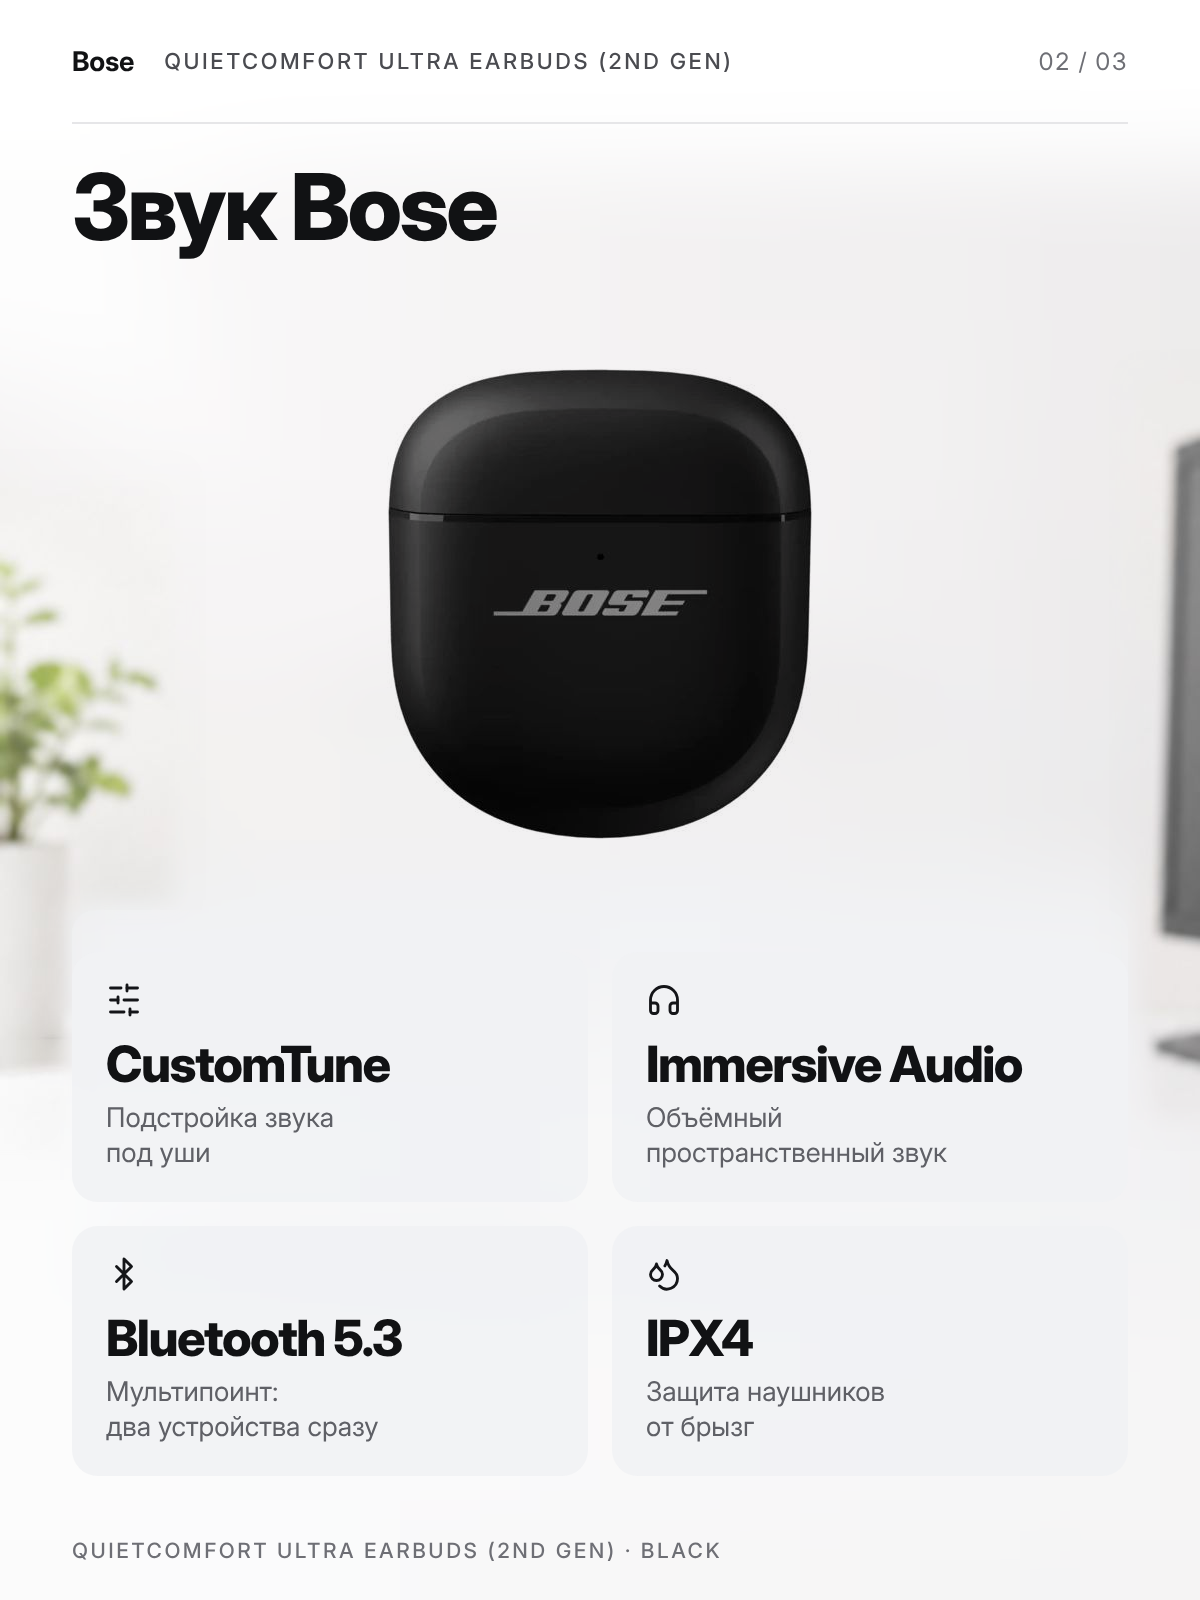 Bose QUIETCOMFORT ULTRA EARBUDS (2ND GEN) 02 / 03
Звук Bose
BOSE
CustomTune
Подстройка звука
под уши
Immersive Audio
Объёмный
пространственный звук
Bluetooth 5.3
Мультипоинт:
два устройства сразу
IPX4
Защита наушников
от брызг
QUIETCOMFORT ULTRA EARBUDS (2ND GEN) · BLACK